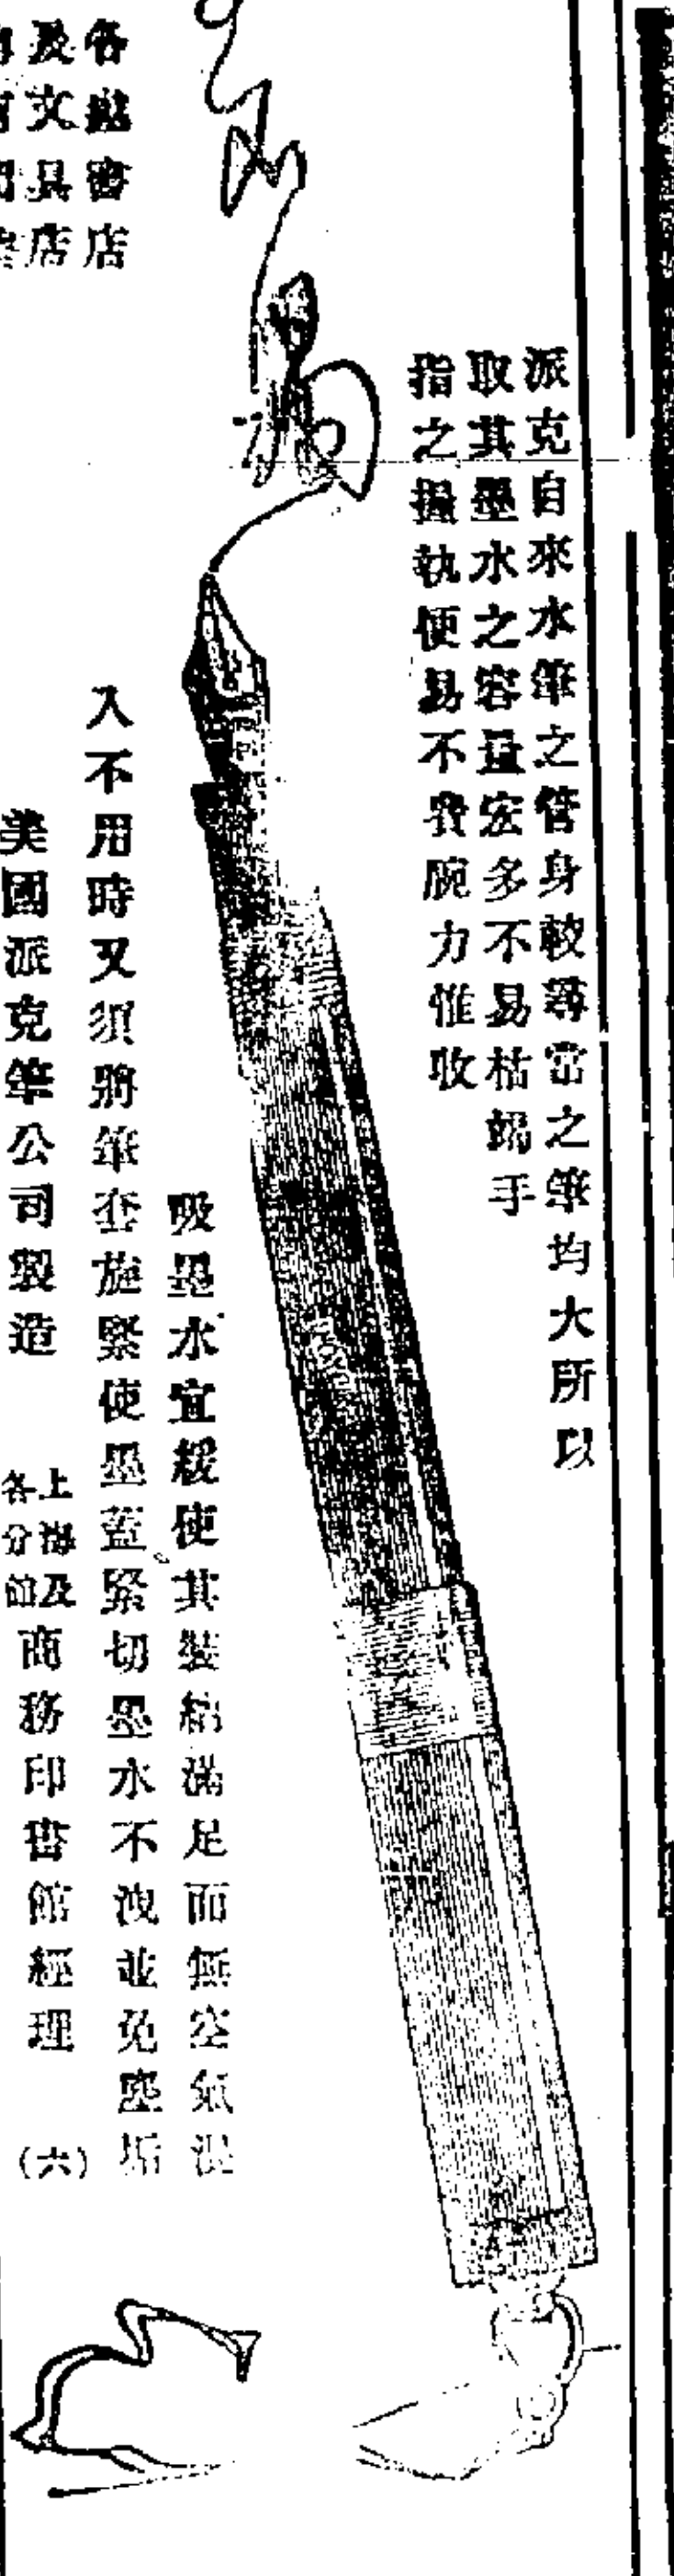 派克自來水筆之管身較尋常之筆均大所以
取其墨水之容量宏多不易枯竭手
指之握執便易不費腕力惟收
吸墨水宜緩使其裝納滿足而無空氣混
入不用時又須將筆套旋緊使墨蓋緊切墨水不洩並免塵垢
美國派克筆公司製造
上海及
各分館
商務印書館經理
(六)
各處書店
及文具店